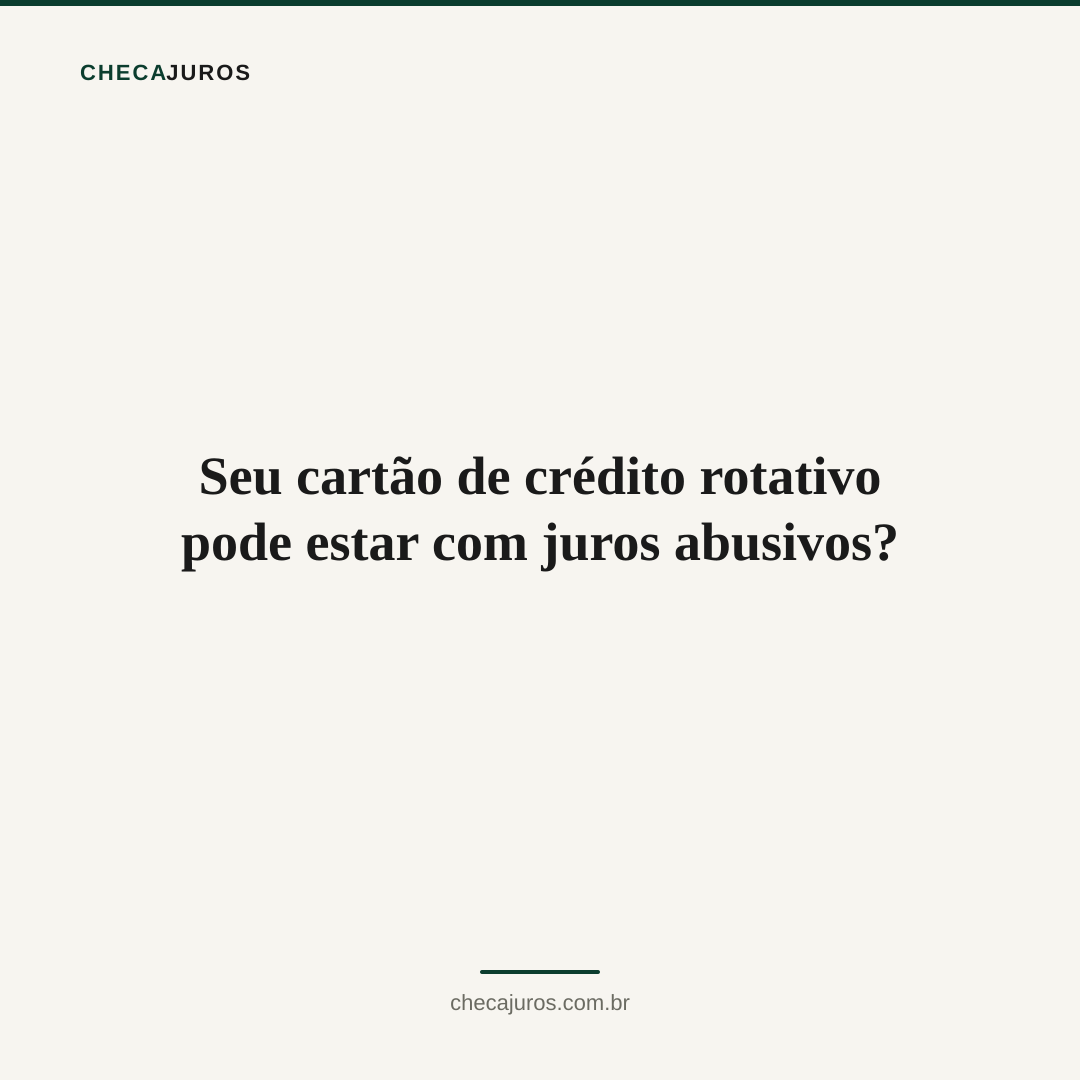 CHECAJUROS
Seu cartão de crédito rotativo
pode estar com juros abusivos?
checajuros.com.br